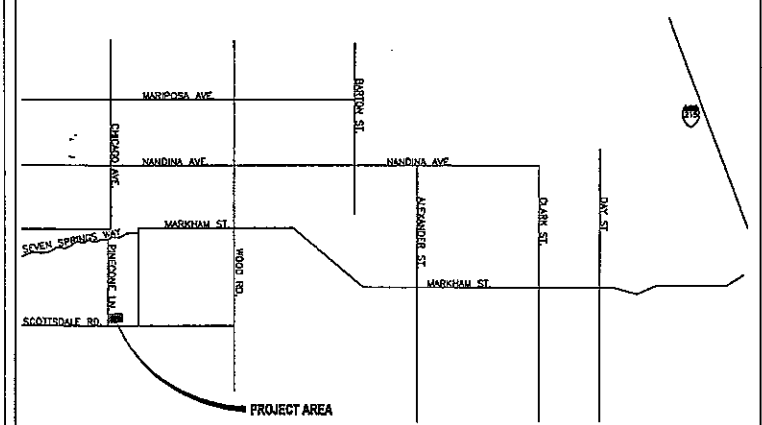 MARIPOSA AVE.
BARTON ST.
215
CHICAGO AVE.
NANDINA AVE.
NANDINA AVE.
ALEXANDER ST.
CLARK ST.
DAY ST.
MARKHAM ST.
SEVEN SPRINGS WAY
PINECONE LN.
WOOD RD.
MARKHAM ST.
SCOTTSDALE RD.
PROJECT AREA